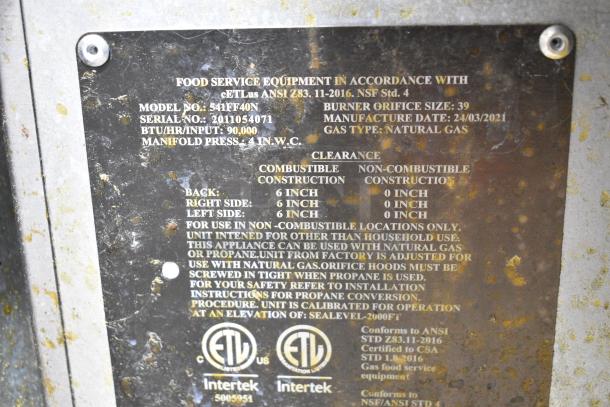 FOOD SERVICE EQUIPMENT IN ACCORDANCE WITH
cETLus ANSI Z83. 11-2016. NSF Std. 4
MODEL NO.: 541FF40N BURNER ORIFICE SIZE: 39
SERIAL NO.: 2011054071 MANUFACTURE DATE: 24/03/2021
BTU/HR/INPUT: 90,000 GAS TYPE: NATURAL GAS
MANIFOLD PRESS.: 4 IN.W.C.
CLEARANCE
COMBUSTIBLE NON-COMBUSTIBLE
CONSTRUCTION CONSTRUCTION
BACK: 6 INCH 0 INCH
RIGHT SIDE: 6 INCH 0 INCH
LEFT SIDE: 6 INCH 0 INCH
FOR USE IN NON -COMBUSTIBLE LOCATIONS ONLY.
UNIT INTENED FOR OTHER THAN HOUSEHOLD USE.
THIS APPLIANCE CAN BE USED WITH NATURAL GAS
OR PROPANE.UNIT FROM FACTORY IS ADJUSTED FOR
USE WITH NATURAL GAS.ORIFICE HOODS MUST BE
SCREWED IN TIGHT WHEN PROPANE IS USED.
FOR YOUR SAFETY REFER TO INSTALLATION
INSTRUCTIONS FOR PROPANE CONVERSION.
PROCEDURE. UNIT IS CALIBRATED FOR OPERATION
AT AN ELEVATION OF: SEALEVEL-2000FT
C ETL US ETL
Intertek Intertek
5005951
Conforms to ANSI
STD Z83.11-2016
Certified to CSA
STD 1.8-2016
Gas food service
equipment
Conforms to
NSF/ANSI STD 4